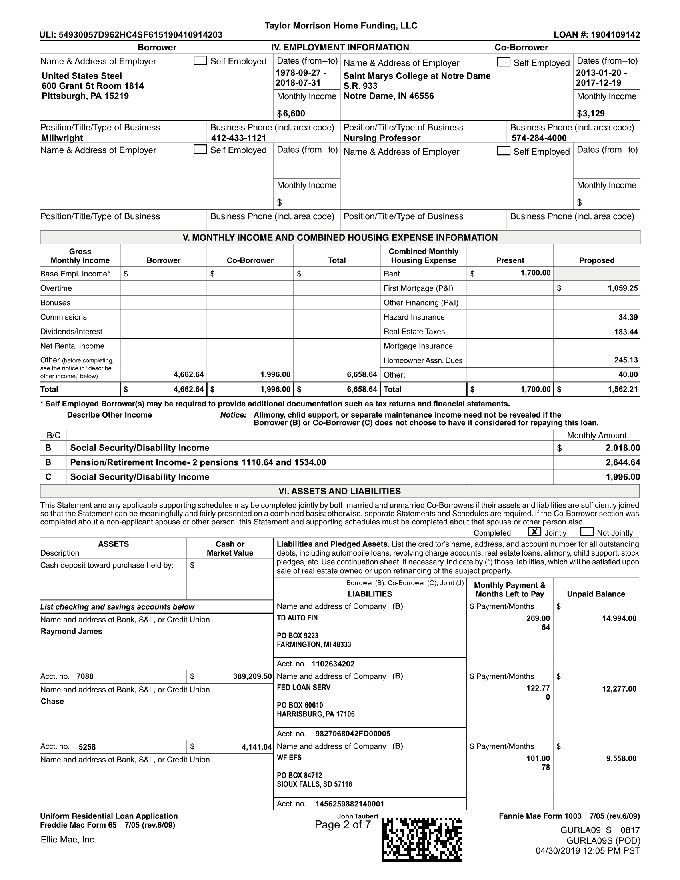 Taylor Morrison Home Funding, LLC
ULI: 54930057D962HC4SF615190410914203 LOAN #: 1904109142
Borrower IV. EMPLOYMENT INFORMATION Co-Borrower
Name & Address of Employer Self Employed Dates (from–to) Name & Address of Employer Self Employed Dates (from–to)
United States Steel 1978-09-27 - Saint Marys College at Notre Dame 2013-01-20 -
600 Grant St Room 1814 2018-07-31 S.R. 933 2017-12-19
Pittsburgh, PA 15219 Monthly Income Notre Dame, IN 46556 Monthly Income
$6,600 $3,129
Position/Title/Type of Business Business Phone (incl. area code) Position/Title/Type of Business Business Phone (incl. area code)
Millwright 412-433-1121 Nursing Professor 574-284-4000
Name & Address of Employer Self Employed Dates (from–to) Name & Address of Employer Self Employed Dates (from–to)
Monthly Income Monthly Income
$ $
Position/Title/Type of Business Business Phone (incl. area code) Position/Title/Type of Business Business Phone (incl. area code)
V. MONTHLY INCOME AND COMBINED HOUSING EXPENSE INFORMATION
Gross Combined Monthly
Monthly Income Borrower Co-Borrower Total Housing Expense Present Proposed
Base Empl. Income* $ $ $ Rent $ 1,700.00
Overtime First Mortgage (P&I) $ 1,059.25
Bonuses Other Financing (P&I)
Commissions Hazard Insurance 34.39
Dividends/Interest Real Estate Taxes 183.44
Net Rental Income Mortgage Insurance
Other (before completing, Homeowner Assn. Dues 245.13
see the notice in "describe
other income," below) 4,662.64 1,996.00 6,658.64 Other: 40.00
Total $ 4,662.64 $ 1,996.00 $ 6,658.64 Total $ 1,700.00 $ 1,562.21
* Self Employed Borrower(s) may be required to provide additional documentation such as tax returns and financial statements.
Describe Other Income Notice: Alimony, child support, or separate maintenance income need not be revealed if the
Borrower (B) or Co-Borrower (C) does not choose to have it considered for repaying this loan.
B/C Monthly Amount
B Social Security/Disability Income $ 2,018.00
B Pension/Retirement Income- 2 pensions 1110.64 and 1534.00 2,644.64
C Social Security/Disability Income 1,996.00
VI. ASSETS AND LIABILITIES
This Statement and any applicable supporting schedules may be completed jointly by both married and unmarried Co-Borrowers if their assets and liabilities are sufficiently joined
so that the Statement can be meaningfully and fairly presented on a combined basis; otherwise, separate Statements and Schedules are required. If the Co-Borrower section was
completed about a non-applicant spouse or other person, this Statement and supporting schedules must be completed about that spouse or other person also.
Completed X Jointly Not Jointly
ASSETS Cash or Liabilities and Pledged Assets. List the creditor's name, address, and account number for all outstanding
Description Market Value debts, including automobile loans, revolving charge accounts, real estate loans, alimony, child support, stock
Cash deposit toward purchase held by: $ pledges, etc. Use continuation sheet, if necessary. Indicate by (*) those liabilities, which will be satisfied upon
sale of real estate owned or upon refinancing of the subject property.
Borrower (B), Co-Borrower (C), Joint (J) Monthly Payment &
LIABILITIES Months Left to Pay Unpaid Balance
List checking and savings accounts below Name and address of Company (B) $ Payment/Months $
Name and address of Bank, S&L, or Credit Union TD AUTO FIN 269.00 14,994.00
Raymond James 64
PO BOX 9223
FARMINGTON, MI 48333
Acct. no. 1102634202
Acct. no. 7088 $ 389,209.50 Name and address of Company (B) $ Payment/Months $
Name and address of Bank, S&L, or Credit Union FED LOAN SERV 122.77 12,277.00
Chase 0
PO BOX 60610
HARRISBURG, PA 17106
Acct. no. 9827068042FD00005
Acct. no. 5258 $ 4,141.04 Name and address of Company (B) $ Payment/Months $
Name and address of Bank, S&L, or Credit Union WF EFS 101.00 9,558.00
78
PO BOX 84712
SIOUX FALLS, SD 57118
Acct. no. 1456250882140001
Uniform Residential Loan Application John Taubert Fannie Mae Form 1003 7/05 (rev.6/09)
Freddie Mac Form 65 7/05 (rev.6/09) Page 2 of 7
Ellie Mae, Inc. GURLA09_S 0817
GURLA09S (POD)
04/30/2019 12:05 PM PST